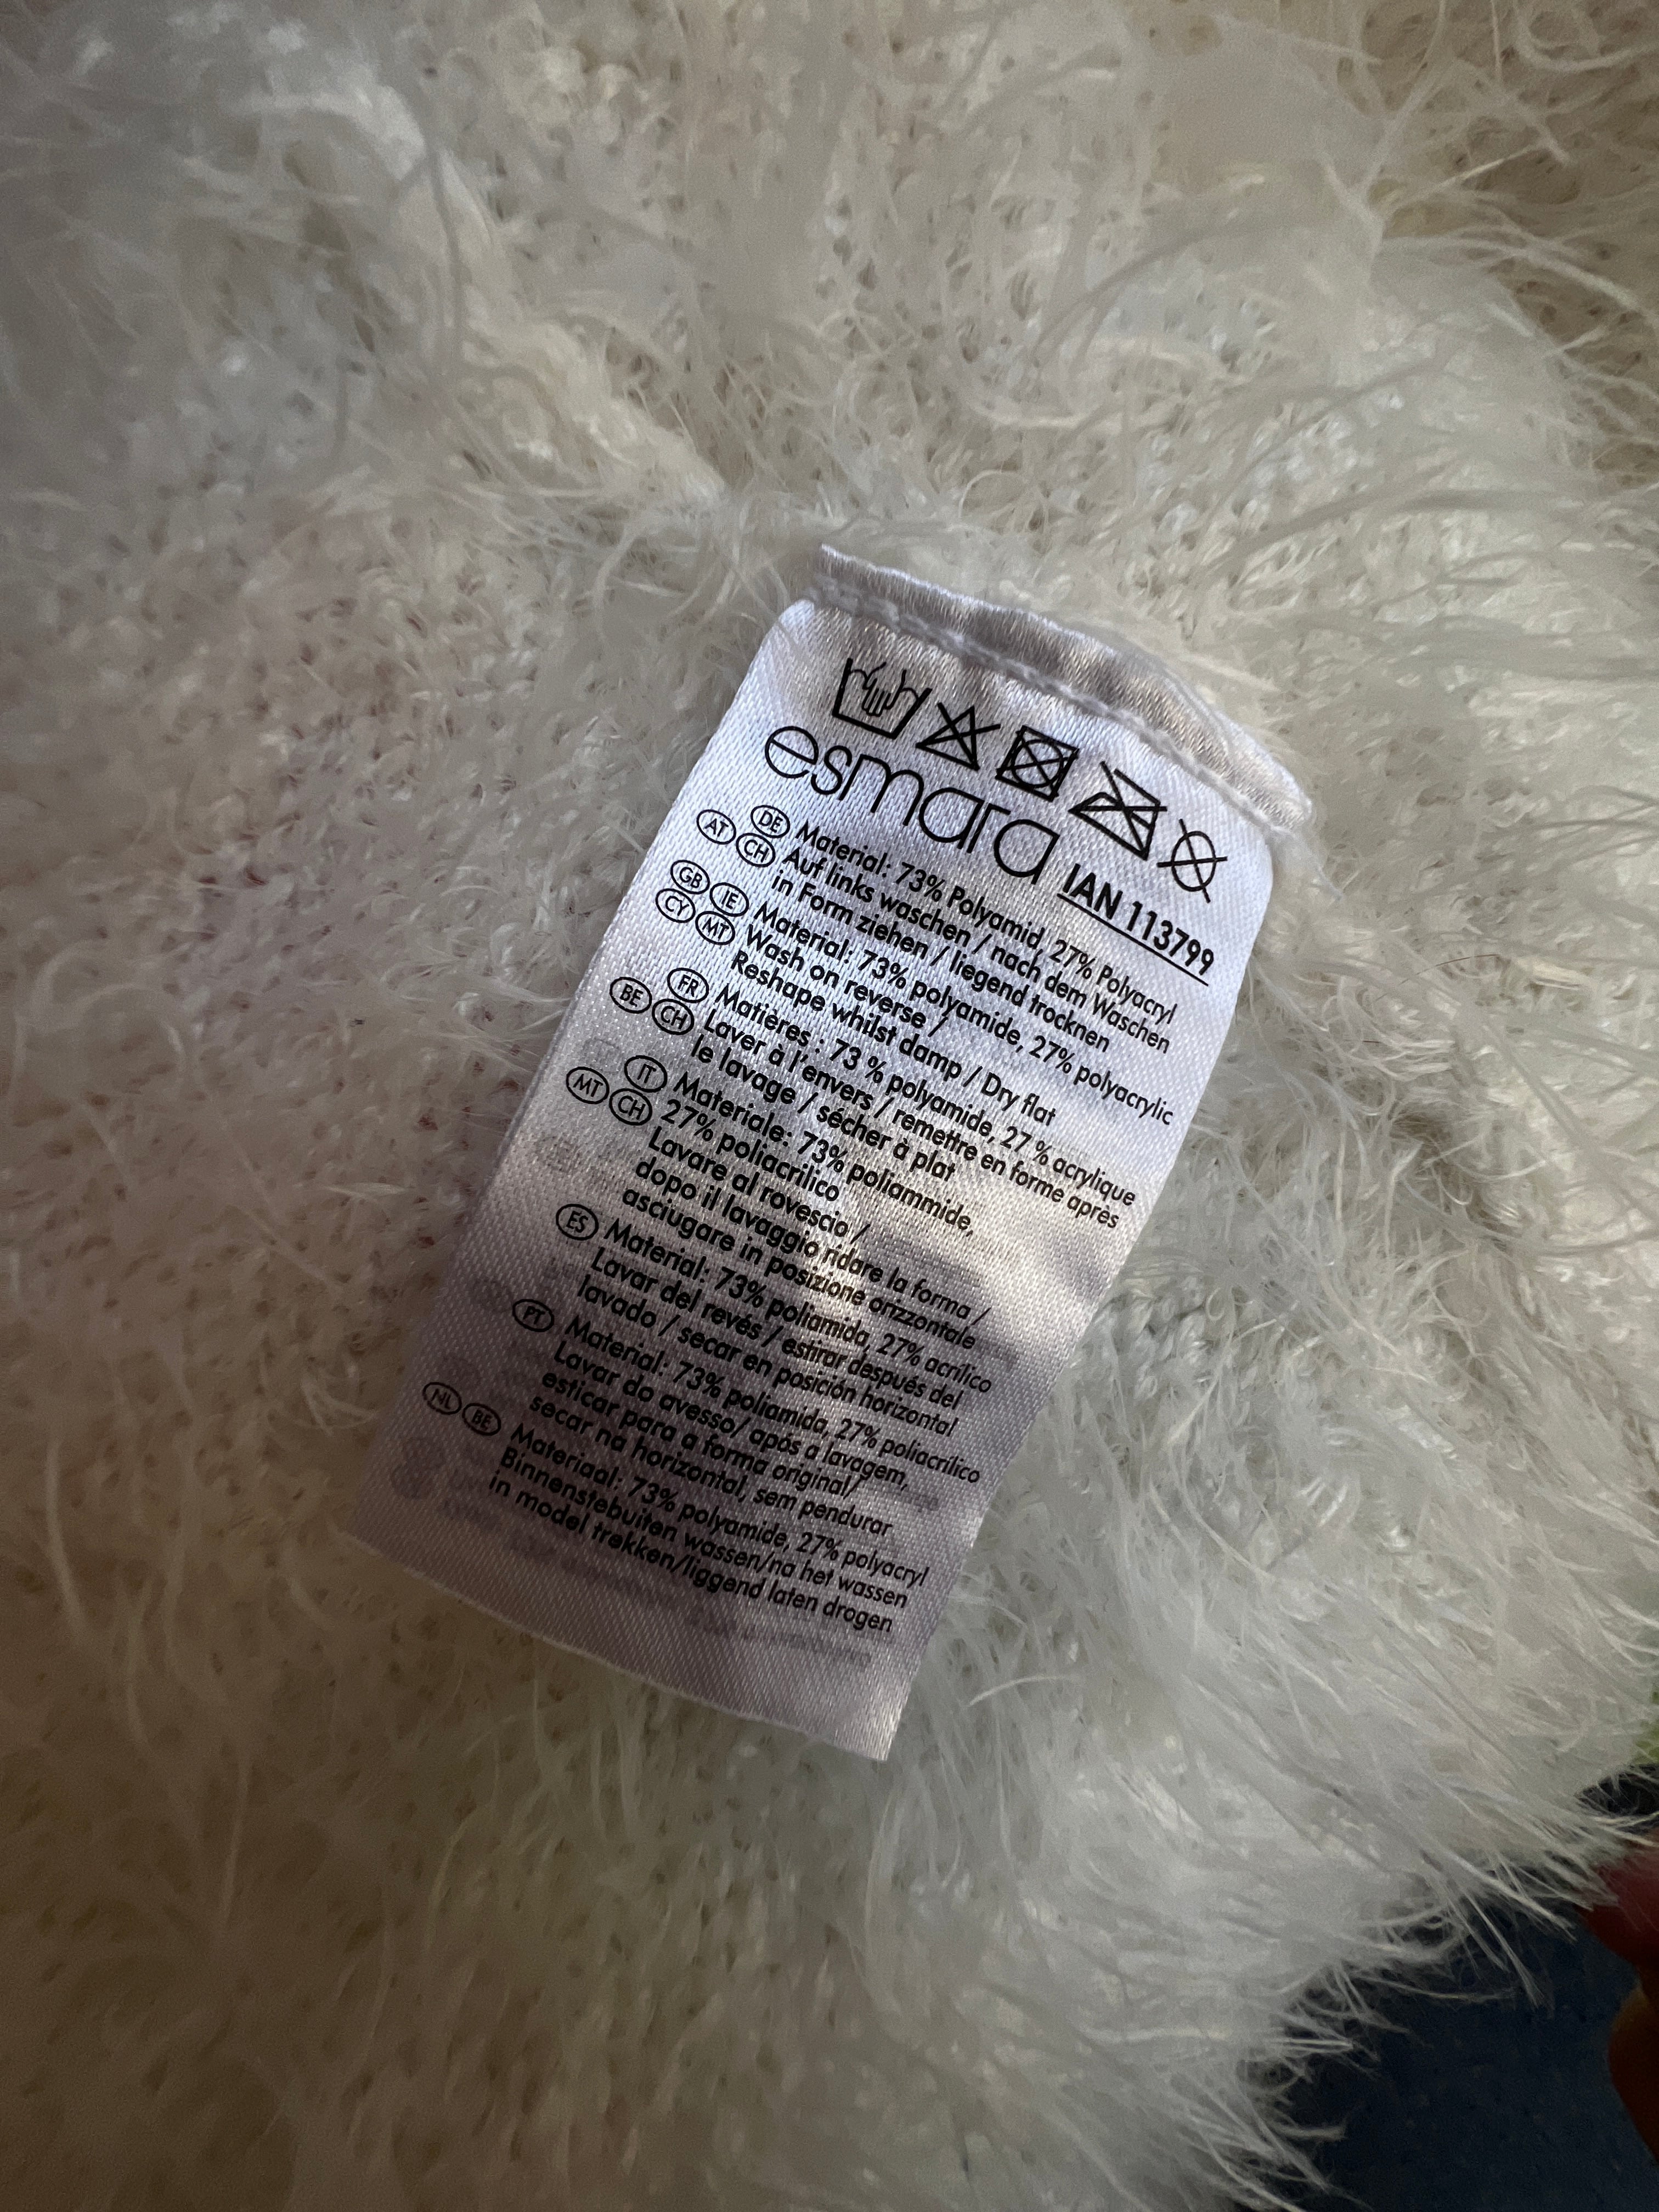 esmara
IAN 113799
DE AT CH Material: 73% Polyamid, 27% Polyacryl
Auf links waschen / nach dem Waschen
in Form ziehen / liegend trocknen
GB IE CY MT Material: 73% polyamide, 27% polyacrylic
Wash on reverse /
Reshape whilst damp / Dry flat
FR BE CH Matières : 73 % polyamide, 27 % acrylique
Laver à l'envers / remettre en forme après
le lavage / sécher à plat
IT MT CH Materiale: 73% poliammide,
27% poliacrilico
Lavare al rovescio /
dopo il lavaggio ridare la forma /
asciugare in posizione orizzontale
ES Material: 73% poliamida, 27% acrílico
Lavar del revés / estirar después del
lavado / secar en posición horizontal
PT Material: 73% poliamida, 27% poliacrílico
Lavar do avesso/ após a lavagem,
esticar para a forma original/
secar na horizontal, sem pendurar
NL BE Materiaal: 73% polyamide, 27% polyacryl
Binnenstebuiten wassen/na het wassen
in model trekken/liggend laten drogen